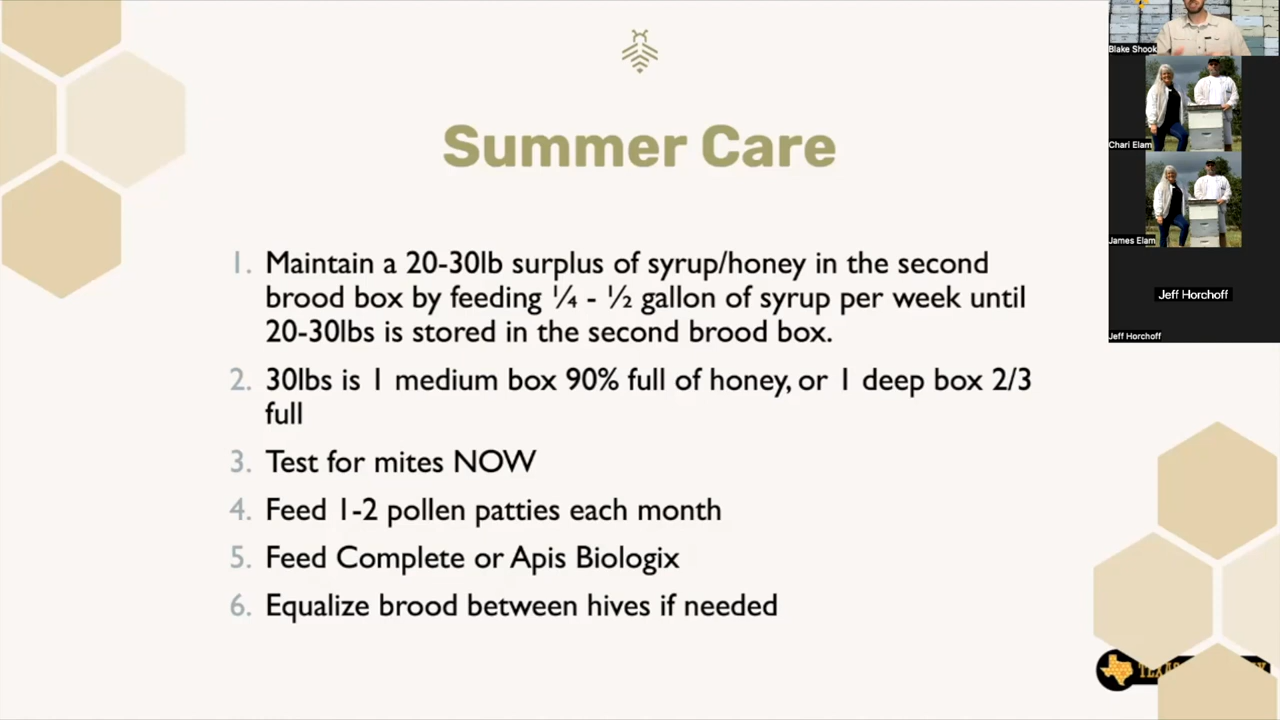 Summer Care
1. Maintain a 20-30lb surplus of syrup/honey in the second
brood box by feeding ¼ - ½ gallon of syrup per week until
20-30lbs is stored in the second brood box.
2. 30lbs is 1 medium box 90% full of honey, or 1 deep box 2/3
full
3. Test for mites NOW
4. Feed 1-2 pollen patties each month
5. Feed Complete or Apis Biologix
6. Equalize brood between hives if needed
Blake Shook
Chari Elam
James Elam
Jeff Horchoff
Jeff Horchoff